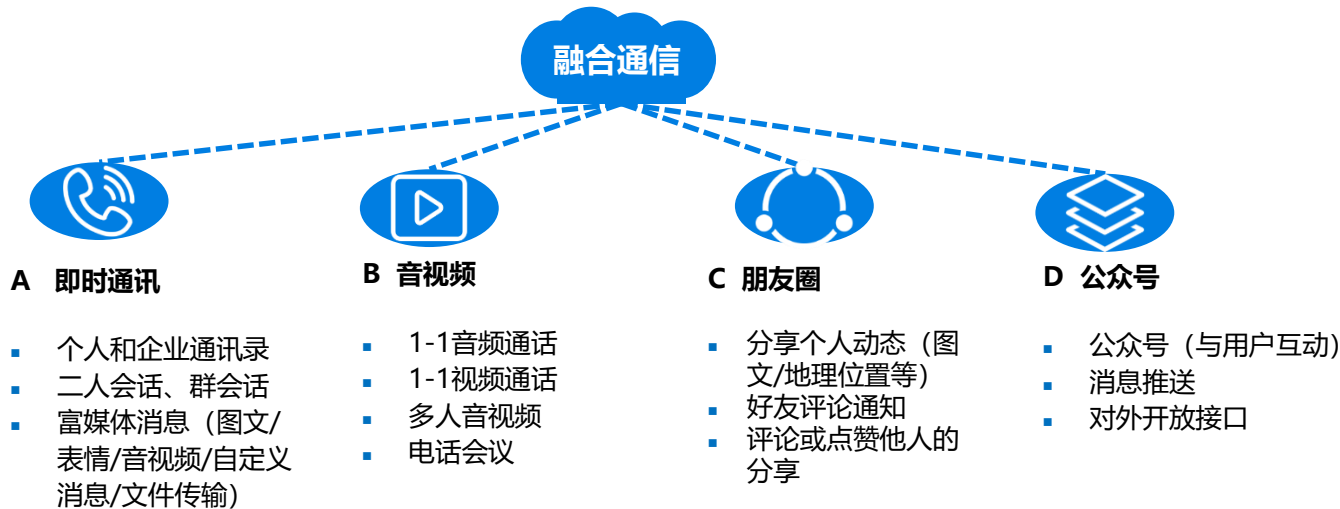 融合通信
A 即时通讯
▪ 个人和企业通讯录
▪ 二人会话、群会话
▪ 富媒体消息（图文/
表情/音视频/自定义
消息/文件传输）
B 音视频
▪ 1-1音频通话
▪ 1-1视频通话
▪ 多人音视频
▪ 电话会议
C 朋友圈
▪ 分享个人动态（图
文/地理位置等）
▪ 好友评论通知
▪ 评论或点赞他人的
分享
D 公众号
▪ 公众号（与用户互动）
▪ 消息推送
▪ 对外开放接口